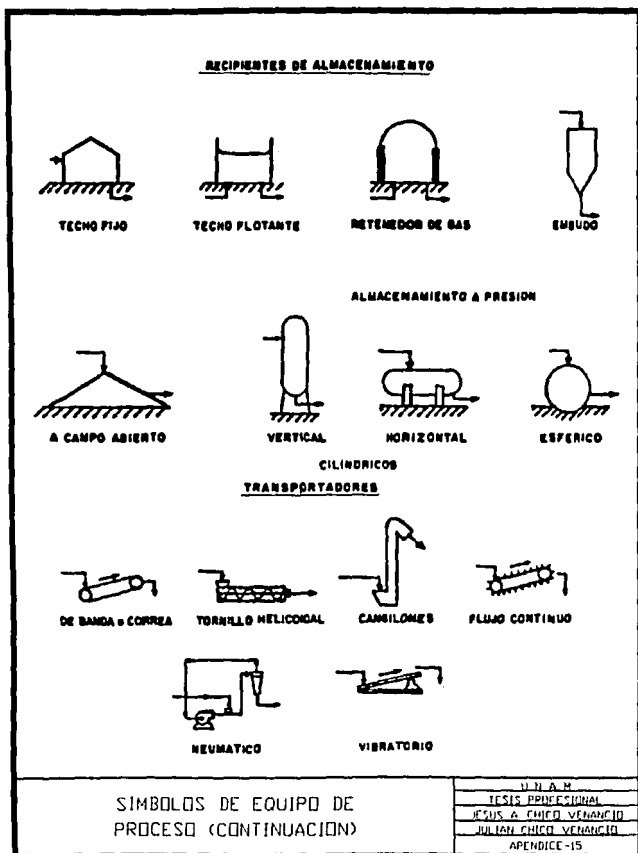 RECIPIENTES DE ALMACENAMIENTO
TECHO FIJO
TECHO FLOTANTE
RETENEDOR DE GAS
EMBUDO
ALMACENAMIENTO A PRESION
A CAMPO ABIERTO
VERTICAL
HORIZONTAL
ESFERICO
CILINDRICOS
TRANSPORTADORES
DE BANDA o CORREA
TORNILLO HELICOIDAL
CANGILONES
FLUJO CONTINUO
NEUMATICO
VIBRATORIO
SIMBOLOS DE EQUIPO DE
PROCESO (CONTINUACION)
U N A M
TESIS PROFESIONAL
JESUS A CHICO VENANCIO
JULIAN CHICO VENANCIO
APENDICE-15